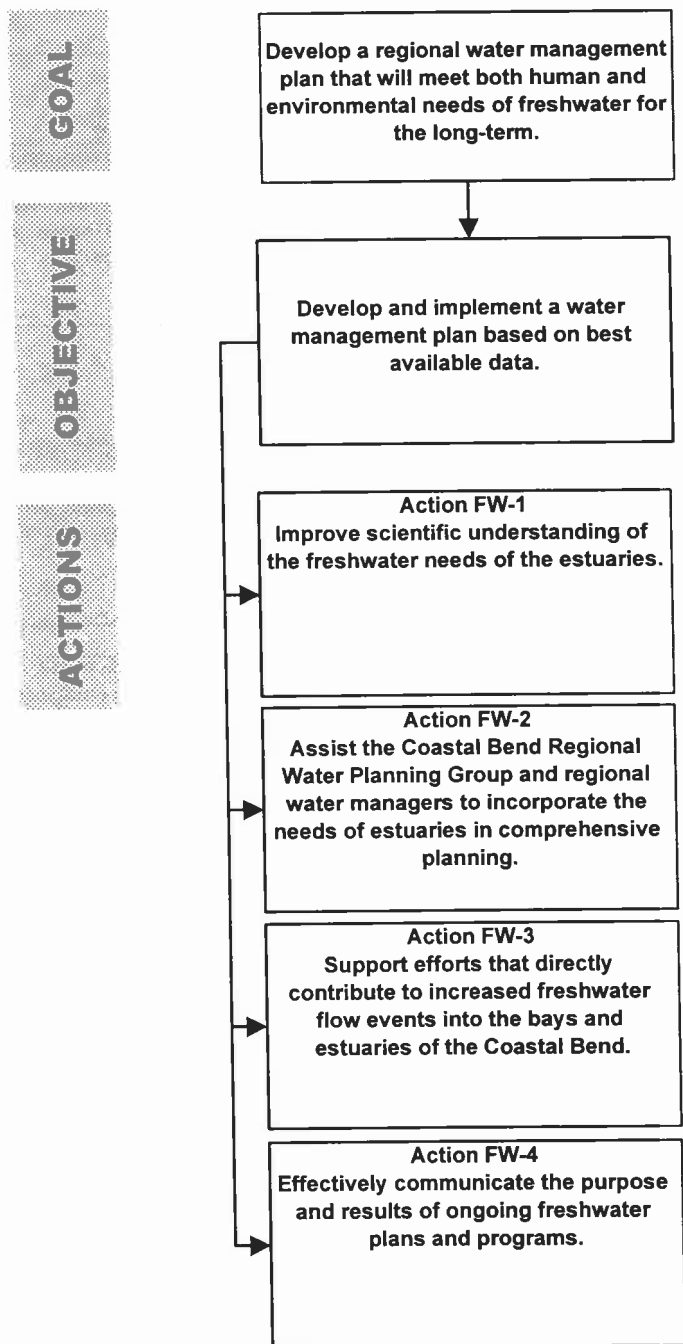 GOAL
Develop a regional water management
plan that will meet both human and
environmental needs of freshwater for
the long-term.
OBJECTIVE
Develop and implement a water
management plan based on best
available data.
ACTIONS
Action FW-1
Improve scientific understanding of
the freshwater needs of the estuaries.
Action FW-2
Assist the Coastal Bend Regional
Water Planning Group and regional
water managers to incorporate the
needs of estuaries in comprehensive
planning.
Action FW-3
Support efforts that directly
contribute to increased freshwater
flow events into the bays and
estuaries of the Coastal Bend.
Action FW-4
Effectively communicate the purpose
and results of ongoing freshwater
plans and programs.